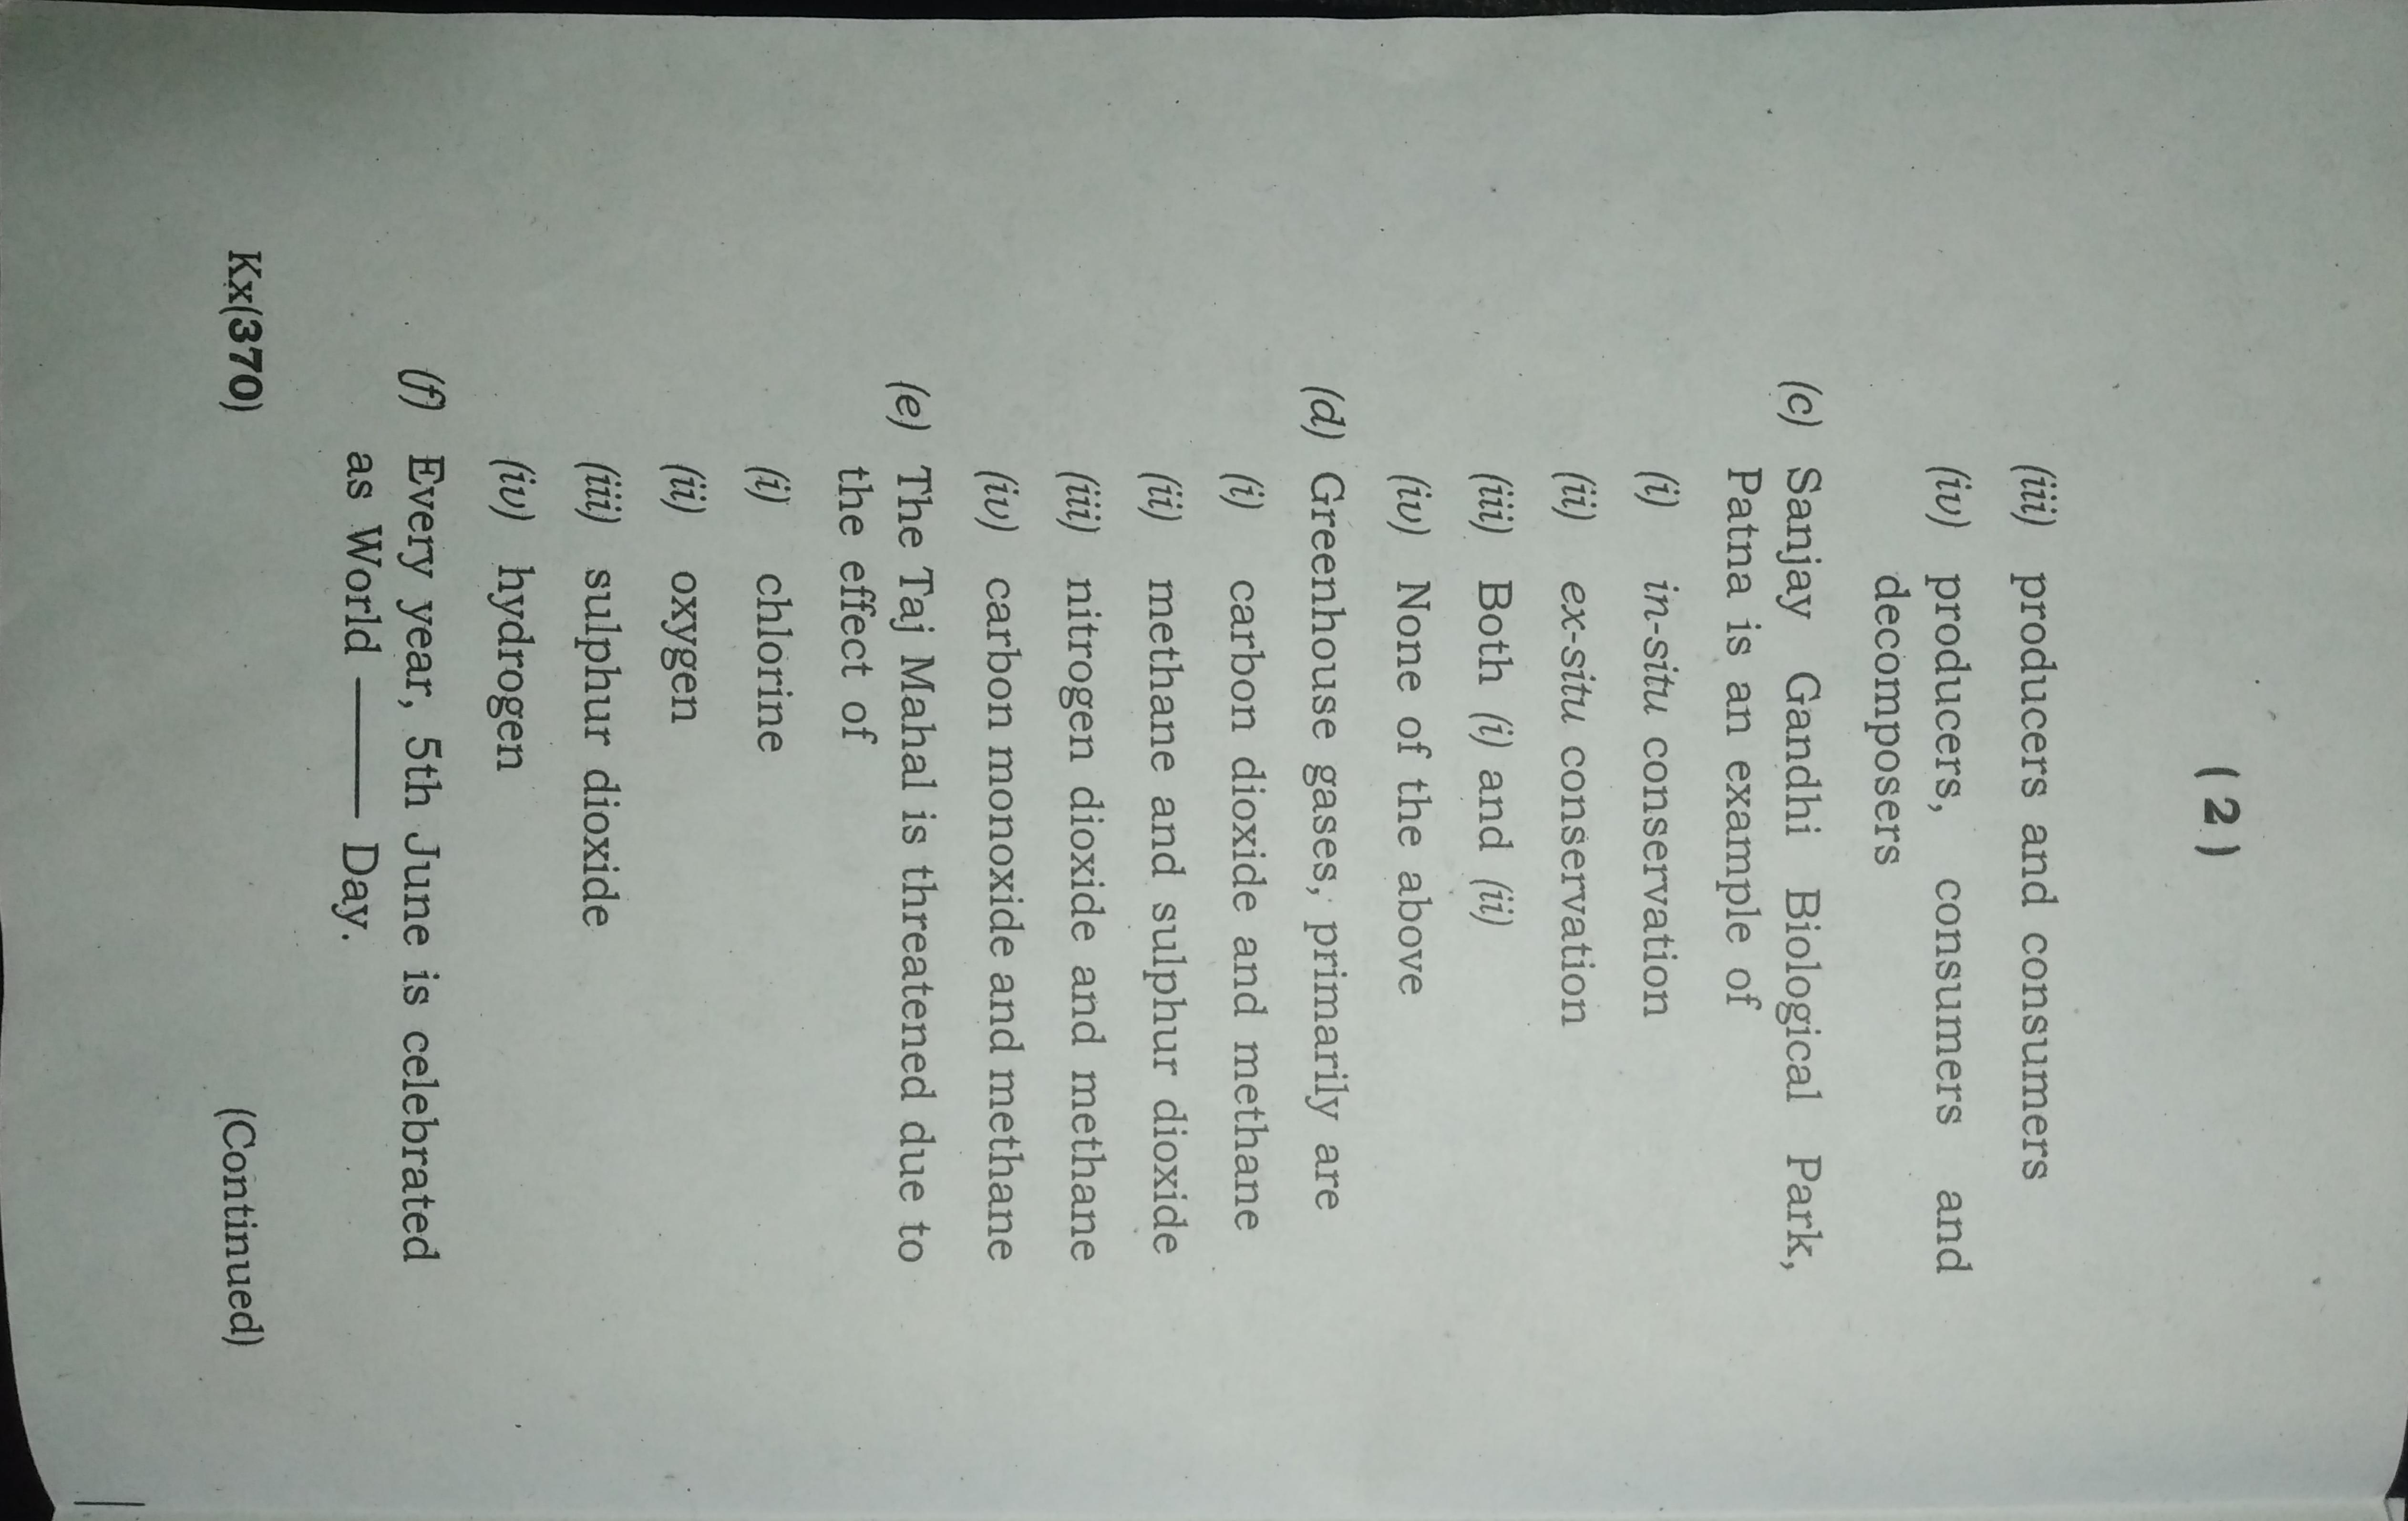 ( 2 )
(iii) producers and consumers
(iv) producers, consumers and
decomposers
(c) Sanjay Gandhi Biological Park,
Patna is an example of
(i) in-situ conservation
(ii) ex-situ conservation
(iii) Both (i) and (ii)
(iv) None of the above
(d) Greenhouse gases, primarily are
(i) carbon dioxide and methane
(ii) methane and sulphur dioxide
(iii) nitrogen dioxide and methane
(iv) carbon monoxide and methane
(e) The Taj Mahal is threatened due to
the effect of
(i) chlorine
(ii) oxygen
(iii) sulphur dioxide
(iv) hydrogen
(f) Every year, 5th June is celebrated
as World ——— Day.
Kx(370) (Continued)